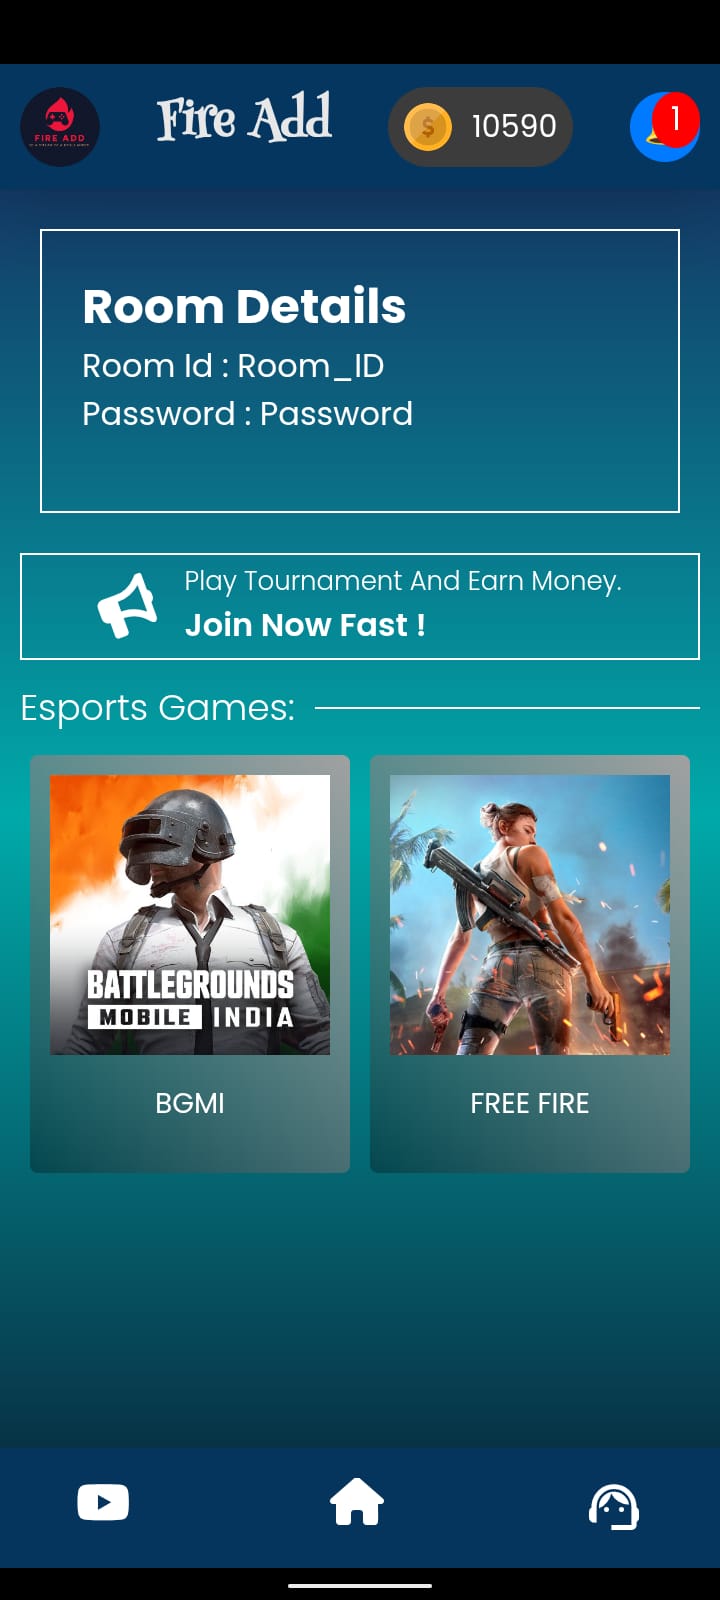 FIRE ADD
Fire Add
10590
1
Room Details
Room Id : Room_ID
Password : Password
Play Tournament And Earn Money.
Join Now Fast !
Esports Games:
BATTLEGROUNDS
MOBILE INDIA
BGMI
FREE FIRE